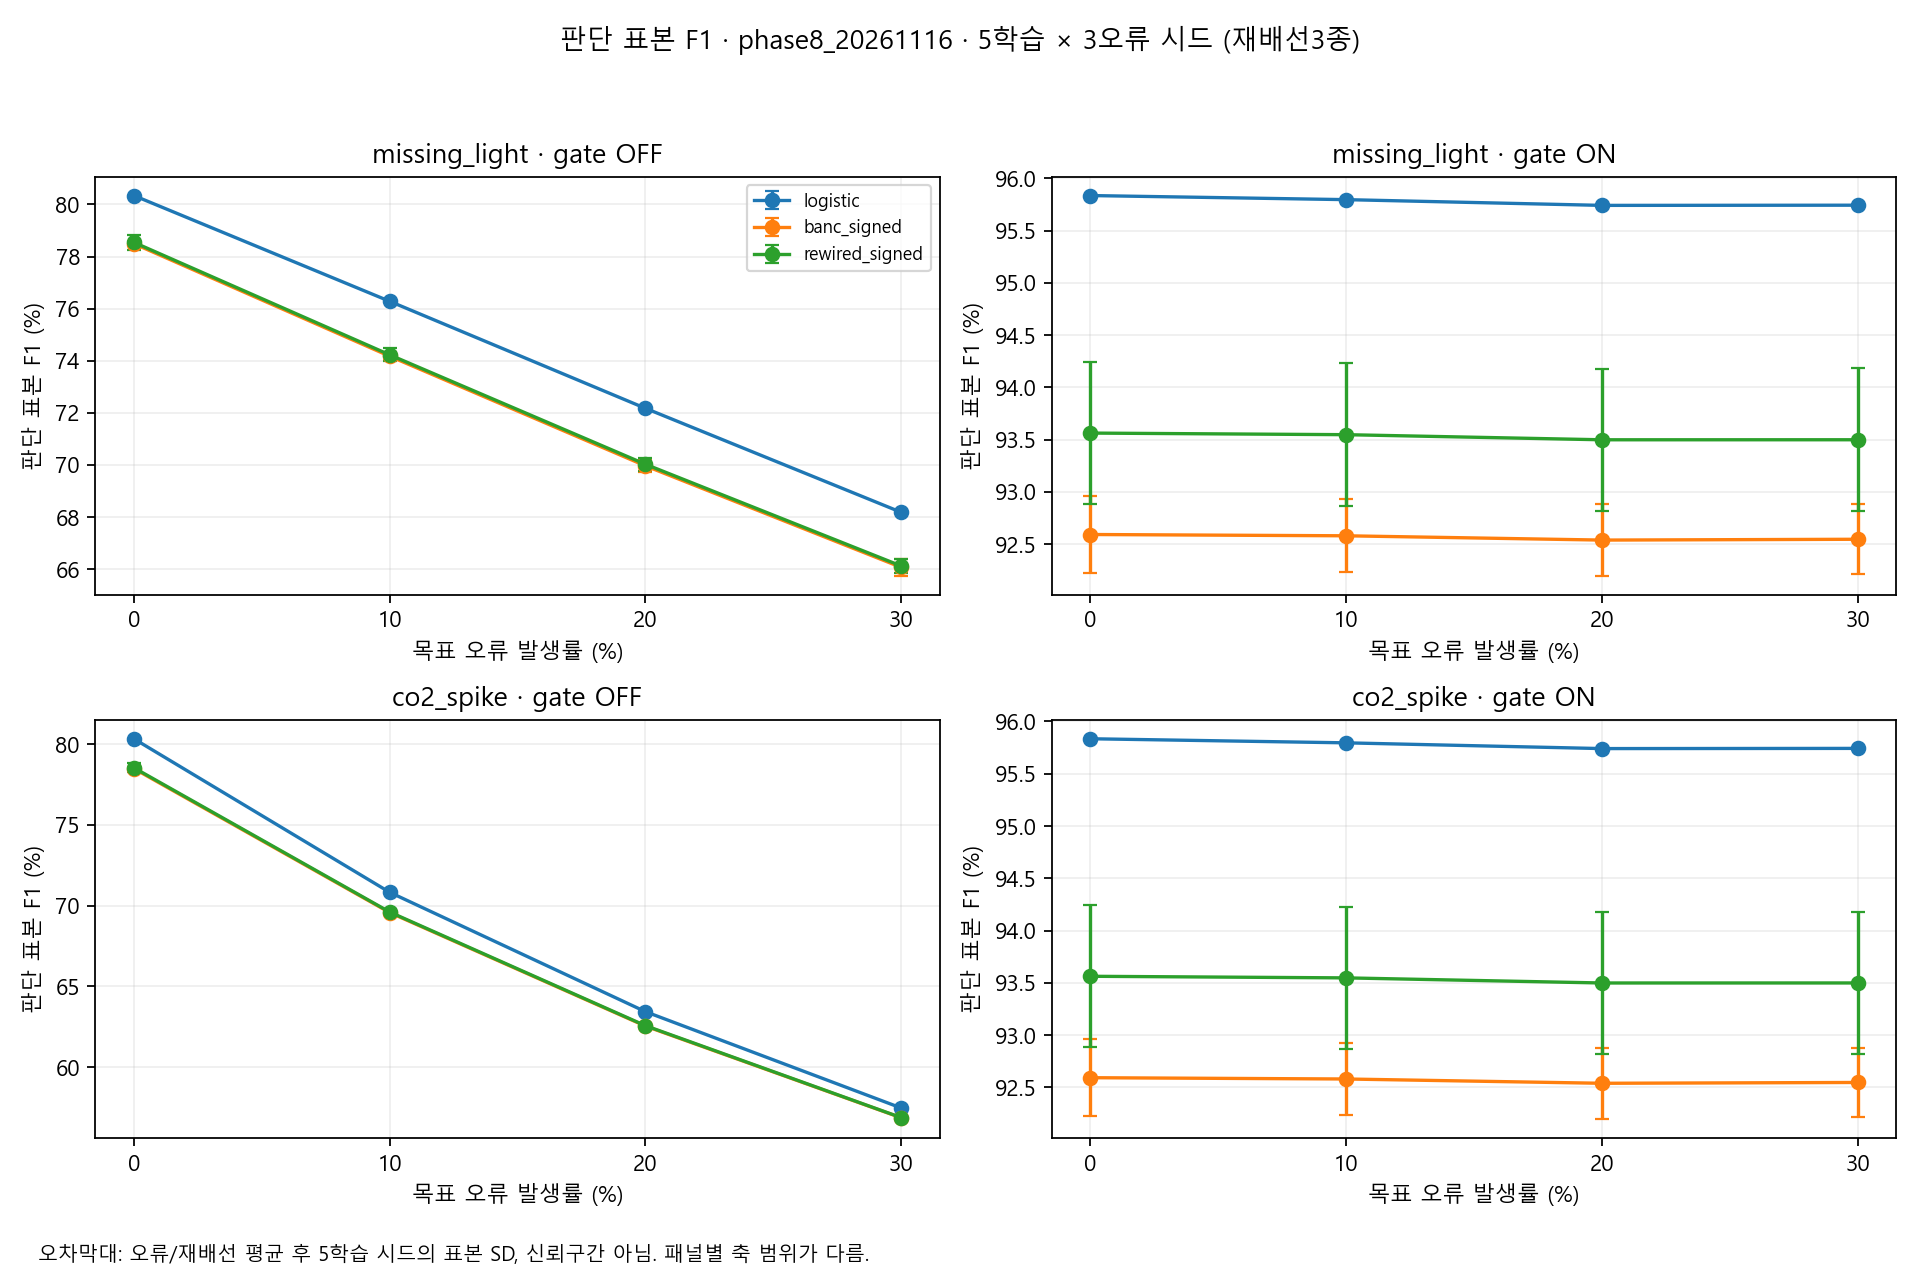 판단 표본 F1 · phase8_20261116 · 5학습 × 3오류 시드 (재배선3종)
missing_light · gate OFF
판단 표본 F1 (%)
80
78
76
74
72
70
68
66
logistic
banc_signed
rewired_signed
0 10 20 30
목표 오류 발생률 (%)
missing_light · gate ON
판단 표본 F1 (%)
96.0
95.5
95.0
94.5
94.0
93.5
93.0
92.5
0 10 20 30
목표 오류 발생률 (%)
co2_spike · gate OFF
판단 표본 F1 (%)
80
75
70
65
60
0 10 20 30
목표 오류 발생률 (%)
co2_spike · gate ON
판단 표본 F1 (%)
96.0
95.5
95.0
94.5
94.0
93.5
93.0
92.5
0 10 20 30
목표 오류 발생률 (%)
오차막대: 오류/재배선 평균 후 5학습 시드의 표본 SD, 신뢰구간 아님. 패널별 축 범위가 다름.